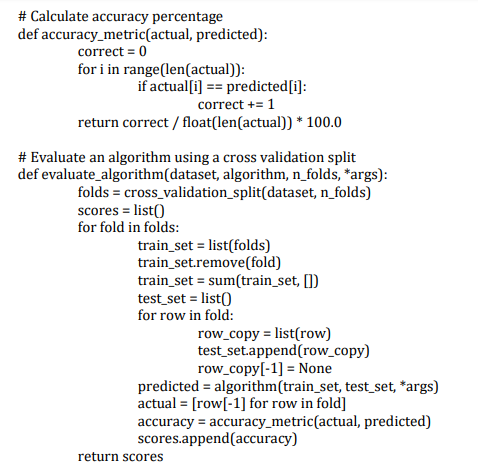 # Calculate accuracy percentage
def accuracy_metric(actual, predicted):
correct = 0
for i in range(len(actual)):
if actual[i] == predicted[i]:
correct += 1
return correct / float(len(actual)) * 100.0
# Evaluate an algorithm using a cross validation split
def evaluate_algorithm(dataset, algorithm, n_folds, *args):
folds = cross_validation_split(dataset, n_folds)
scores = list()
for fold in folds:
train_set = list(folds)
train_set.remove(fold)
train_set = sum(train_set, [])
test_set = list()
for row in fold:
row_copy = list(row)
test_set.append(row_copy)
row_copy[-1] = None
predicted = algorithm(train_set, test_set, *args)
actual = [row[-1] for row in fold]
accuracy = accuracy_metric(actual, predicted)
scores.append(accuracy)
return scores